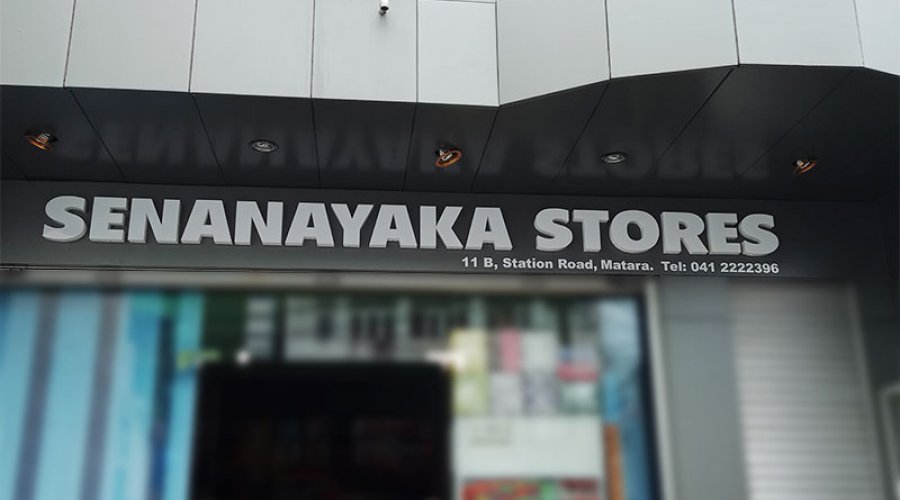 SENANAYAKA STORES
11 B, Station Road, Matara. Tel: 041 2222396